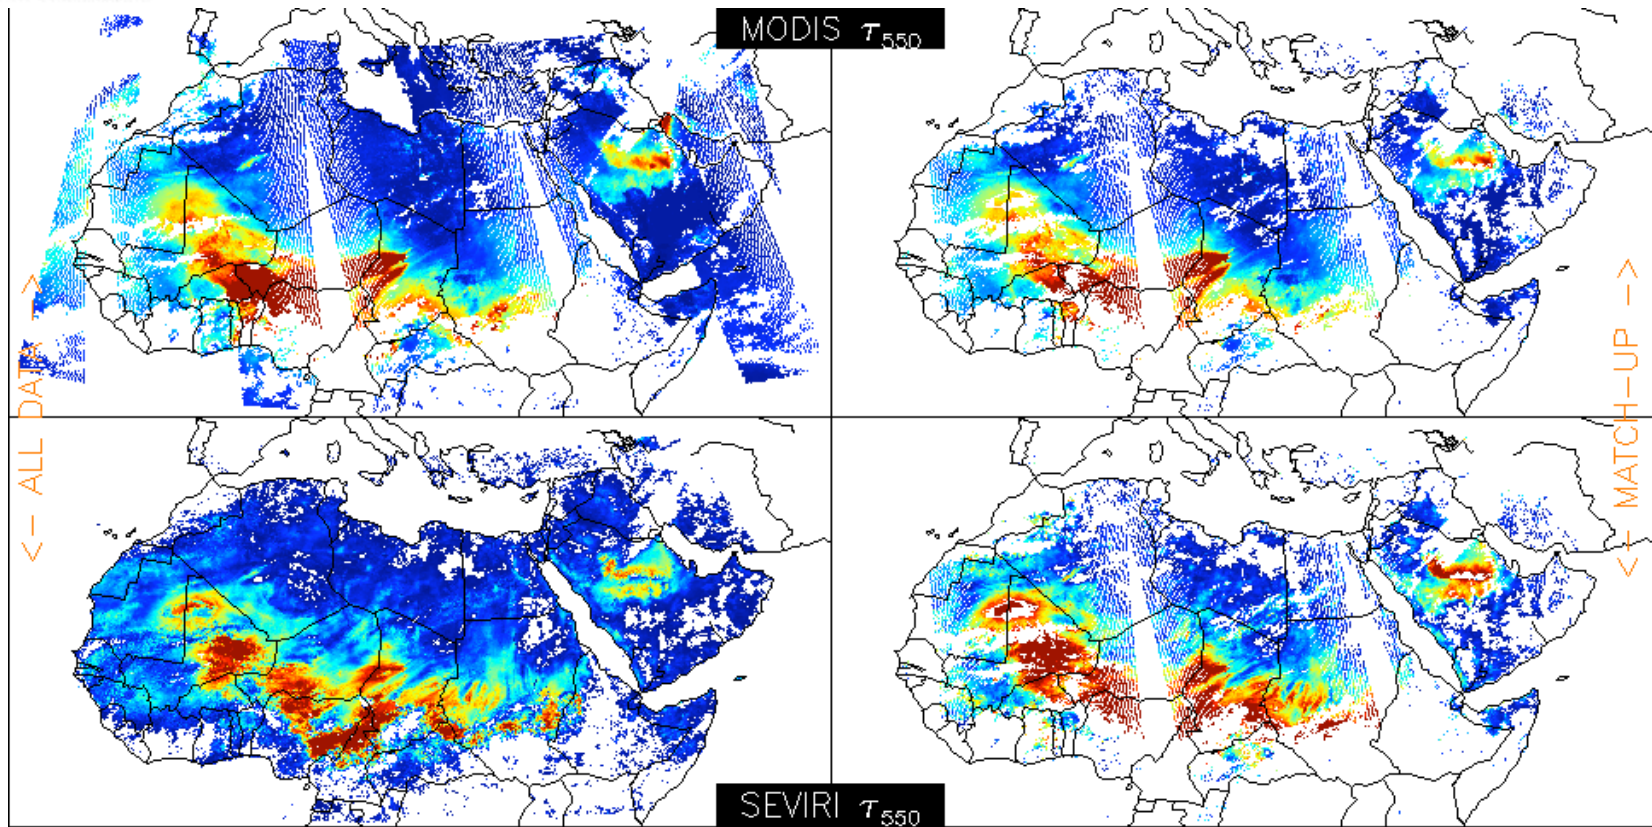 MODIS τ550
<— ALL DATA —>
<— MATCH-UP —>
SEVIRI τ550